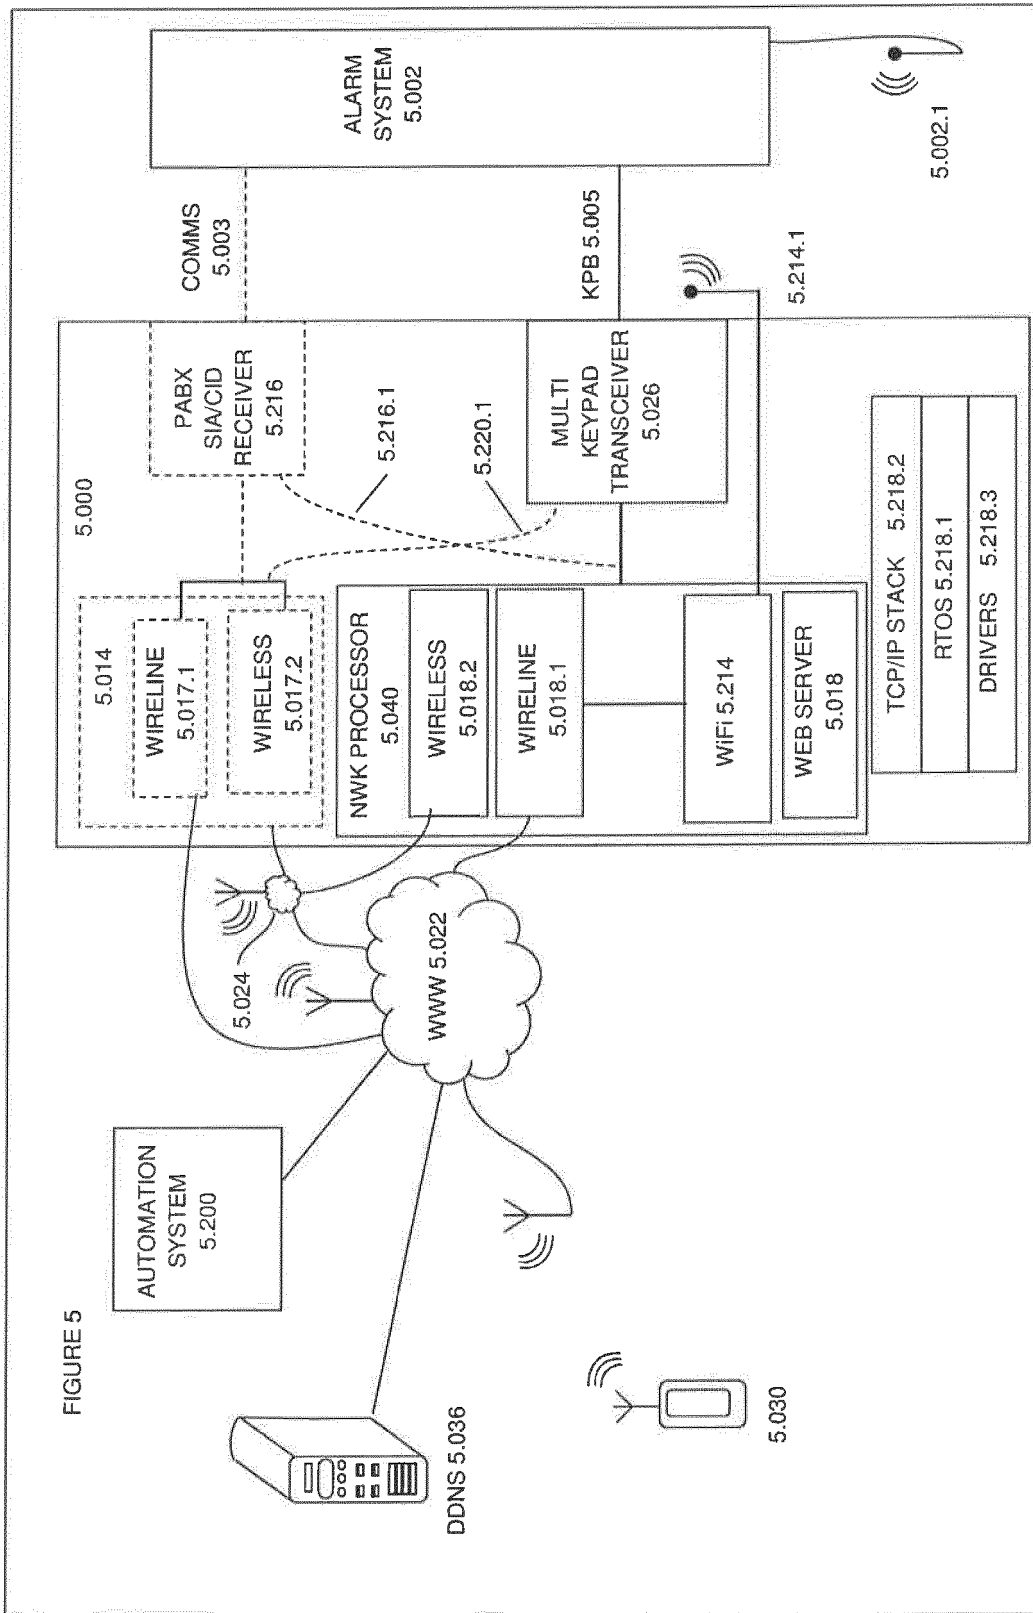 FIGURE 5
AUTOMATION
SYSTEM
5.200
DDNS 5.036
5.030
5.024
WWW 5.022
5.000
5.014
WIRELINE
5.017.1
WIRELESS
5.017.2
NWK PROCESSOR
5.040
WIRELESS
5.018.2
WIRELINE
5.018.1
WiFi 5.214
WEB SERVER
5.018
PABX
SIA/CID
RECEIVER
5.216
5.216.1
5.220.1
MULTI
KEYPAD
TRANSCEIVER
5.026
TCP/IP STACK 5.218.2
RTOS 5.218.1
DRIVERS 5.218.3
COMMS
5.003
KPB 5.005
5.214.1
ALARM
SYSTEM
5.002
5.002.1